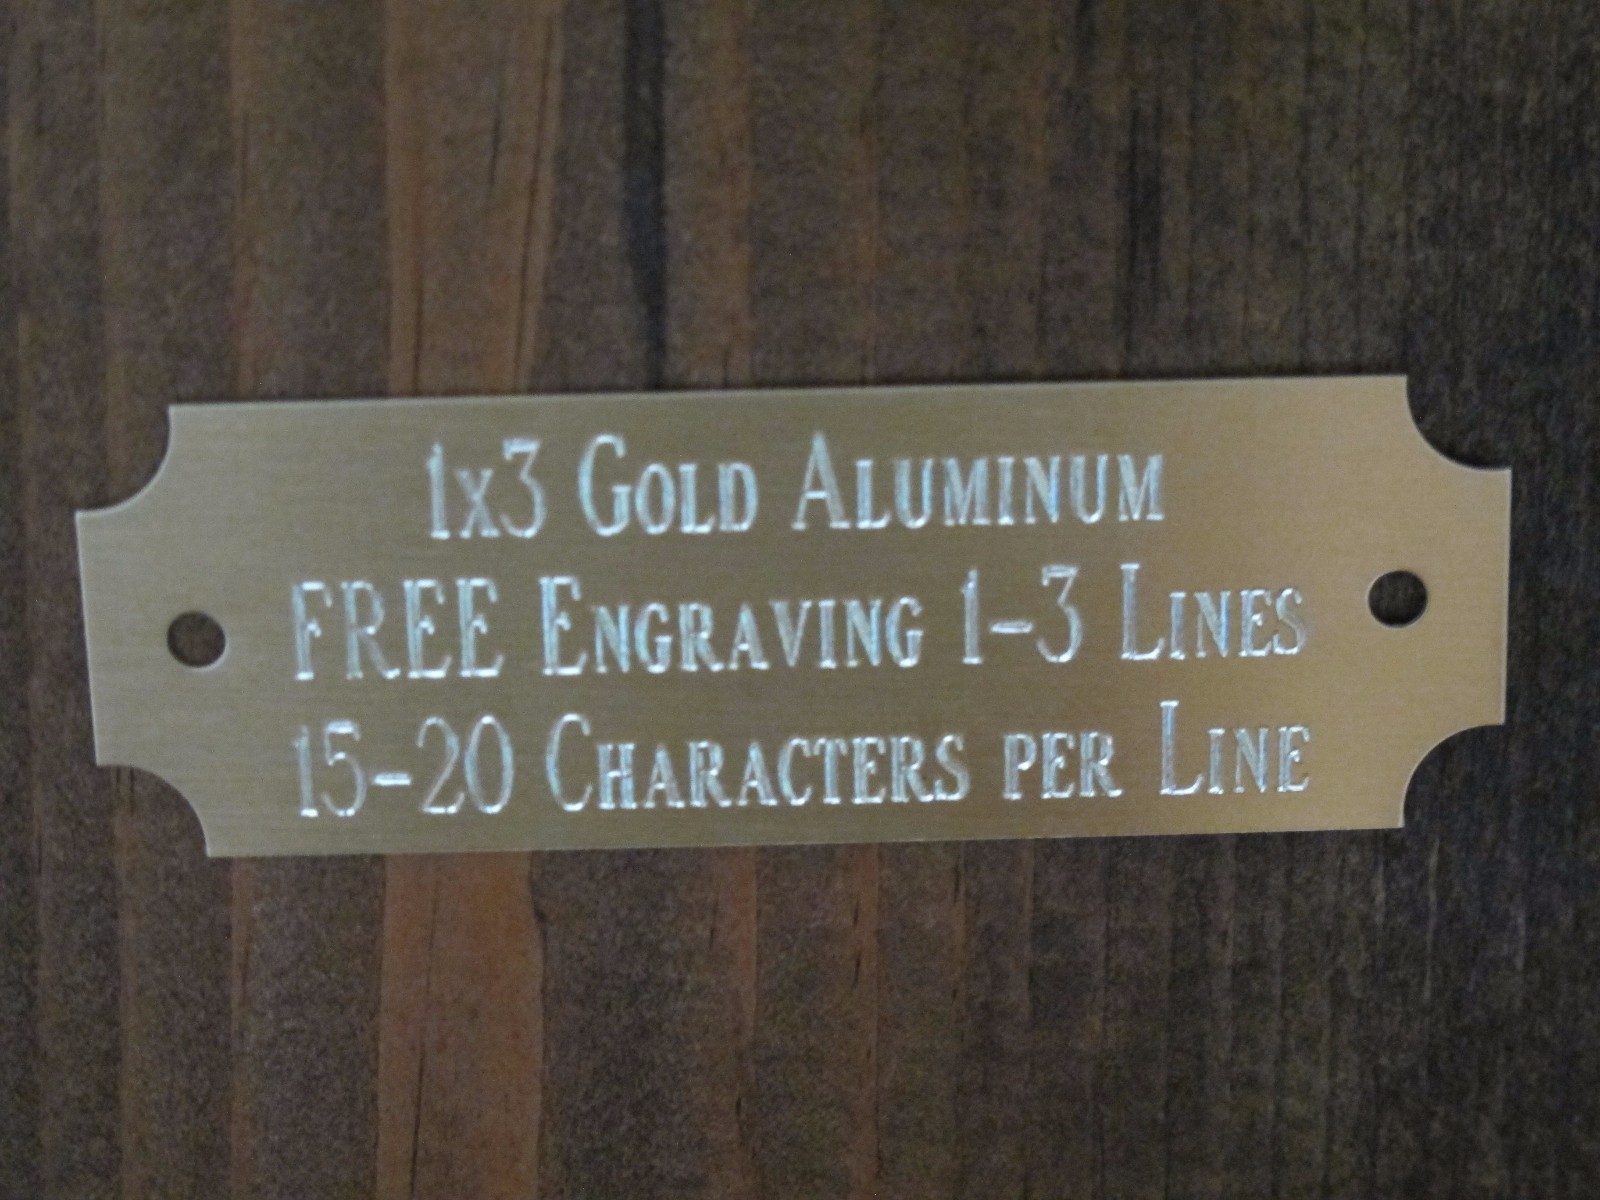 1x3 Gold Aluminum
FREE Engraving 1-3 Lines
15-20 Characters per Line